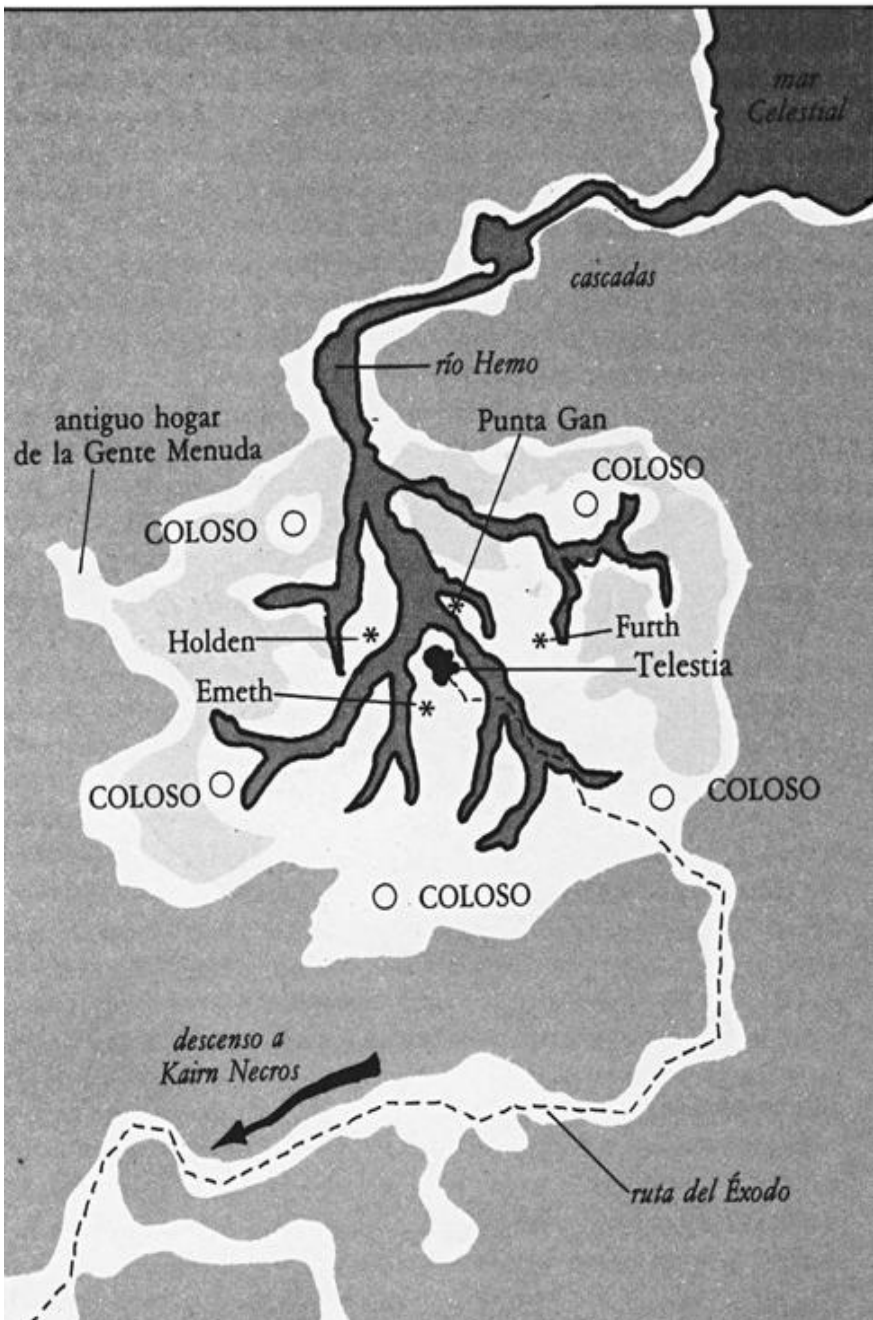 mar
Celestial
cascadas
río Hemo
antiguo hogar
de la Gente Menuda
Punta Gan
COLOSO
COLOSO
Holden
Furth
Telestia
Emeth
COLOSO
COLOSO
COLOSO
descenso a
Kairn Necros
ruta del Éxodo